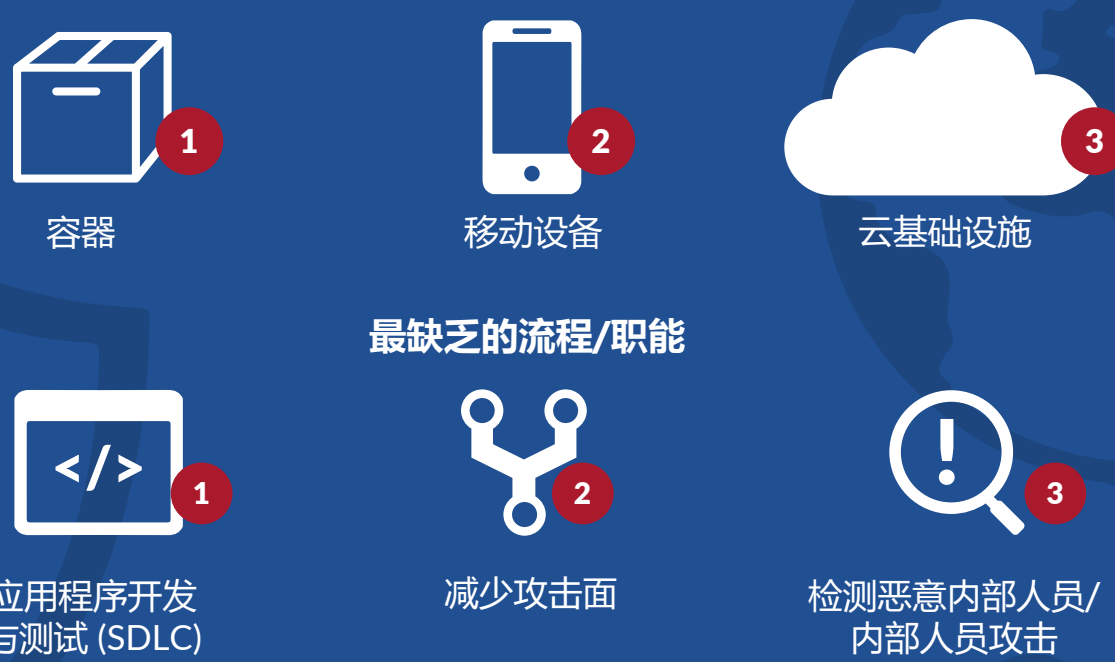 1
2
3
容器
移动设备
云基础设施
最缺乏的流程/职能
</>
1
2
!
3
应用程序开发
与测试 (SDLC)
减少攻击面
检测恶意内部人员/
内部人员攻击